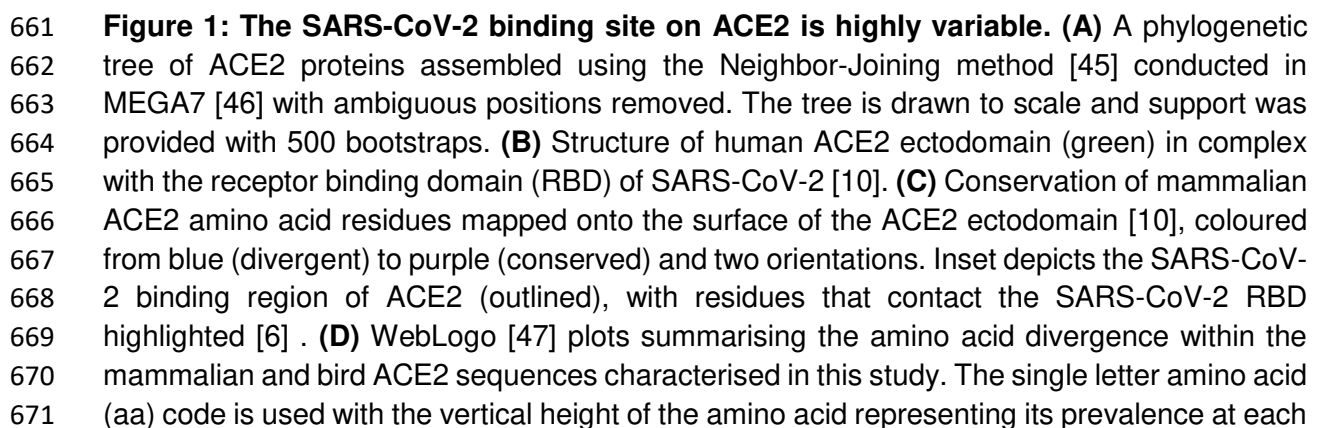 661 Figure 1: The SARS-CoV-2 binding site on ACE2 is highly variable. (A) A phylogenetic
662 tree of ACE2 proteins assembled using the Neighbor-Joining method [45] conducted in
663 MEGA7 [46] with ambiguous positions removed. The tree is drawn to scale and support was
664 provided with 500 bootstraps. (B) Structure of human ACE2 ectodomain (green) in complex
665 with the receptor binding domain (RBD) of SARS-CoV-2 [10]. (C) Conservation of mammalian
666 ACE2 amino acid residues mapped onto the surface of the ACE2 ectodomain [10], coloured
667 from blue (divergent) to purple (conserved) and two orientations. Inset depicts the SARS-CoV-
668 2 binding region of ACE2 (outlined), with residues that contact the SARS-CoV-2 RBD
669 highlighted [6] . (D) WebLogo [47] plots summarising the amino acid divergence within the
670 mammalian and bird ACE2 sequences characterised in this study. The single letter amino acid
671 (aa) code is used with the vertical height of the amino acid representing its prevalence at each